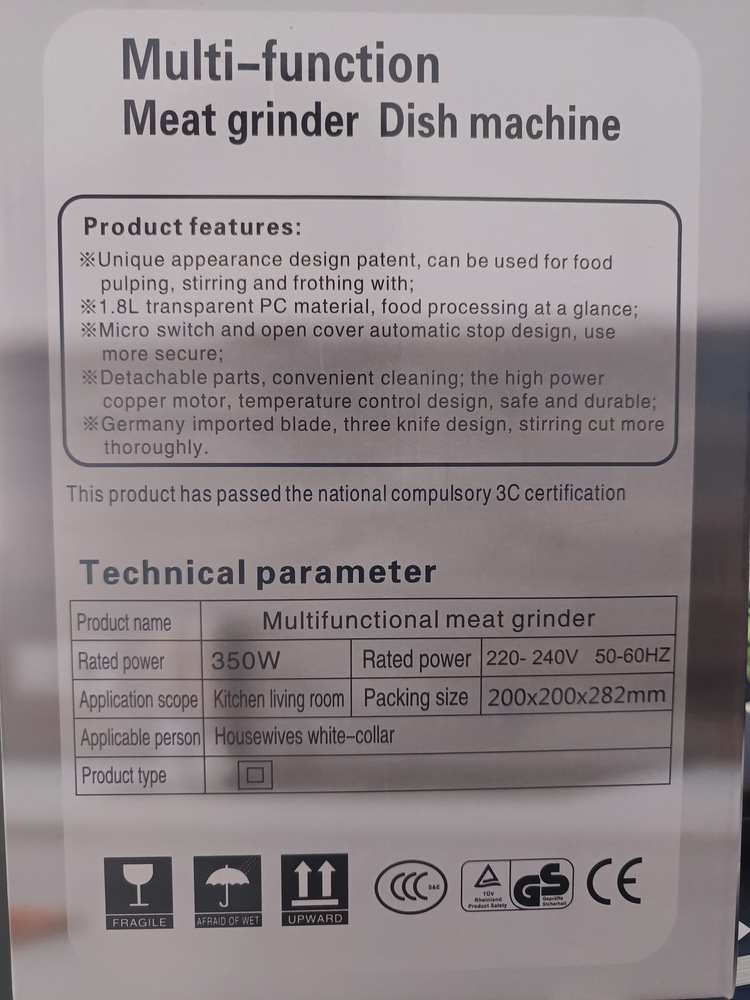 Multi-function
Meat grinder Dish machine
Product features:
※Unique appearance design patent, can be used for food
pulping, stirring and frothing with;
※1.8L transparent PC material, food processing at a glance;
※Micro switch and open cover automatic stop design, use
more secure;
※Detachable parts, convenient cleaning; the high power
copper motor, temperature control design, safe and durable;
※Germany imported blade, three knife design, stirring cut more
thoroughly.
This product has passed the national compulsory 3C certification
Technical parameter
Product name Multifunctional meat grinder
Rated power 350W Rated power 220- 240V 50-60HZ
Application scope Kitchen living room Packing size 200x200x282mm
Applicable person Housewives white-collar
Product type
FRAGILE AFRAID OF WET UPWARD
CCC S&E
TÜV
Rheinland
Product Safety
GS
Geprüfte
Sicherheit
CE